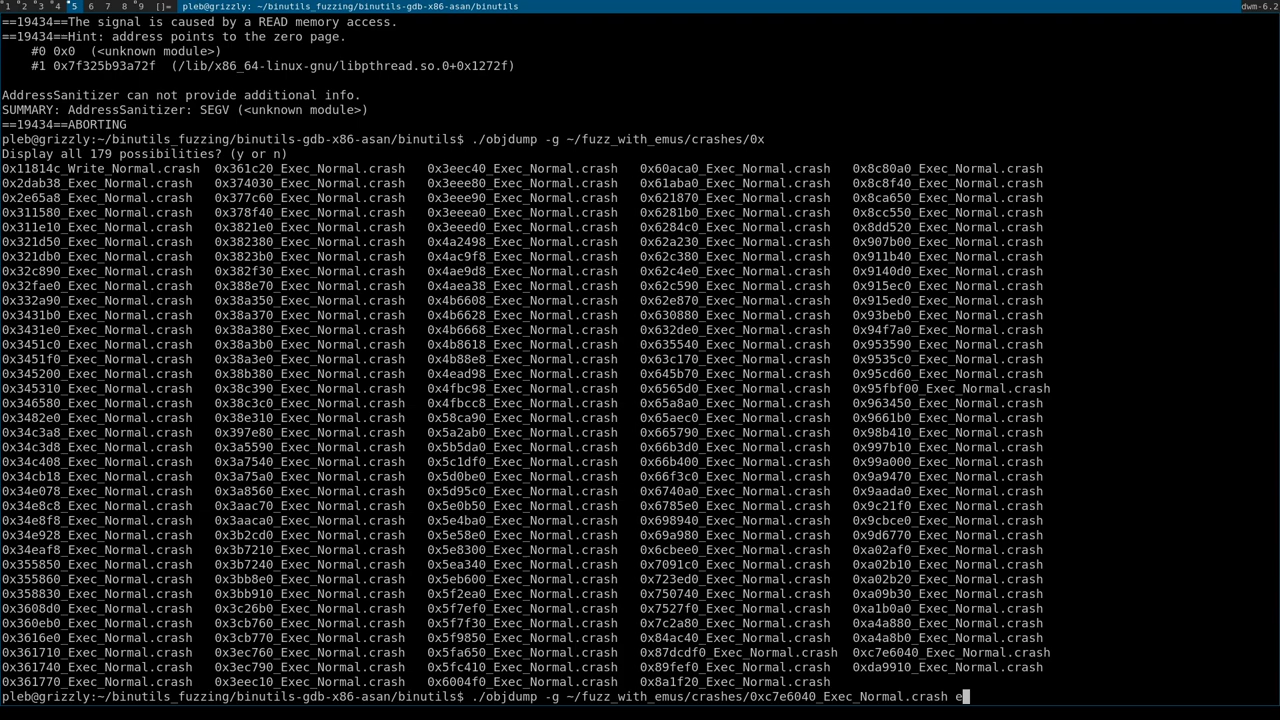 1 2 3 4 5 6 7 8 9 []= pleb@grizzly: ~/binutils_fuzzing/binutils-gdb-x86-asan/binutils dwm-6.2
==19434==The signal is caused by a READ memory access.
==19434==Hint: address points to the zero page.
    #0 0x0  (<unknown module>)
    #1 0x7f325b93a72f  (/lib/x86_64-linux-gnu/libpthread.so.0+0x1272f)
AddressSanitizer can not provide additional info.
SUMMARY: AddressSanitizer: SEGV (<unknown module>)
==19434==ABORTING
pleb@grizzly:~/binutils_fuzzing/binutils-gdb-x86-asan/binutils$ ./objdump -g ~/fuzz_with_emus/crashes/0x
Display all 179 possibilities? (y or n)
0x11814c_Write_Normal.crash  0x361c20_Exec_Normal.crash   0x3eec40_Exec_Normal.crash   0x60aca0_Exec_Normal.crash   0x8c80a0_Exec_Normal.crash
0x2dab38_Exec_Normal.crash   0x374030_Exec_Normal.crash   0x3eee80_Exec_Normal.crash   0x61aba0_Exec_Normal.crash   0x8c8f40_Exec_Normal.crash
0x2e65a8_Exec_Normal.crash   0x377c60_Exec_Normal.crash   0x3eee90_Exec_Normal.crash   0x621870_Exec_Normal.crash   0x8ca650_Exec_Normal.crash
0x311580_Exec_Normal.crash   0x378f40_Exec_Normal.crash   0x3eeea0_Exec_Normal.crash   0x6281b0_Exec_Normal.crash   0x8cc550_Exec_Normal.crash
0x311e10_Exec_Normal.crash   0x3821e0_Exec_Normal.crash   0x3eeed0_Exec_Normal.crash   0x6284c0_Exec_Normal.crash   0x8dd520_Exec_Normal.crash
0x321d50_Exec_Normal.crash   0x382380_Exec_Normal.crash   0x4a2498_Exec_Normal.crash   0x62a230_Exec_Normal.crash   0x907b00_Exec_Normal.crash
0x321db0_Exec_Normal.crash   0x3823b0_Exec_Normal.crash   0x4ac9f8_Exec_Normal.crash   0x62c380_Exec_Normal.crash   0x911b40_Exec_Normal.crash
0x32c890_Exec_Normal.crash   0x382f30_Exec_Normal.crash   0x4ae9d8_Exec_Normal.crash   0x62c4e0_Exec_Normal.crash   0x9140d0_Exec_Normal.crash
0x32fae0_Exec_Normal.crash   0x388e70_Exec_Normal.crash   0x4aea38_Exec_Normal.crash   0x62c590_Exec_Normal.crash   0x915ec0_Exec_Normal.crash
0x332a90_Exec_Normal.crash   0x38a350_Exec_Normal.crash   0x4b6608_Exec_Normal.crash   0x62e870_Exec_Normal.crash   0x915ed0_Exec_Normal.crash
0x3431b0_Exec_Normal.crash   0x38a370_Exec_Normal.crash   0x4b6628_Exec_Normal.crash   0x630880_Exec_Normal.crash   0x93beb0_Exec_Normal.crash
0x3431e0_Exec_Normal.crash   0x38a380_Exec_Normal.crash   0x4b6668_Exec_Normal.crash   0x632de0_Exec_Normal.crash   0x94f7a0_Exec_Normal.crash
0x3451c0_Exec_Normal.crash   0x38a3b0_Exec_Normal.crash   0x4b8618_Exec_Normal.crash   0x635540_Exec_Normal.crash   0x953590_Exec_Normal.crash
0x3451f0_Exec_Normal.crash   0x38a3e0_Exec_Normal.crash   0x4b88e8_Exec_Normal.crash   0x63c170_Exec_Normal.crash   0x9535c0_Exec_Normal.crash
0x345200_Exec_Normal.crash   0x38b380_Exec_Normal.crash   0x4ead98_Exec_Normal.crash   0x645b70_Exec_Normal.crash   0x95cd60_Exec_Normal.crash
0x345310_Exec_Normal.crash   0x38c390_Exec_Normal.crash   0x4fbc98_Exec_Normal.crash   0x6565d0_Exec_Normal.crash   0x95fbf00_Exec_Normal.crash
0x346580_Exec_Normal.crash   0x38c3c0_Exec_Normal.crash   0x4fbcc8_Exec_Normal.crash   0x65a8a0_Exec_Normal.crash   0x963450_Exec_Normal.crash
0x3482e0_Exec_Normal.crash   0x38e310_Exec_Normal.crash   0x58ca90_Exec_Normal.crash   0x65aec0_Exec_Normal.crash   0x9661b0_Exec_Normal.crash
0x34c3a8_Exec_Normal.crash   0x397e80_Exec_Normal.crash   0x5a2ab0_Exec_Normal.crash   0x665790_Exec_Normal.crash   0x98b410_Exec_Normal.crash
0x34c3d8_Exec_Normal.crash   0x3a5590_Exec_Normal.crash   0x5b5da0_Exec_Normal.crash   0x66b3d0_Exec_Normal.crash   0x997b10_Exec_Normal.crash
0x34c408_Exec_Normal.crash   0x3a7540_Exec_Normal.crash   0x5c1df0_Exec_Normal.crash   0x66b400_Exec_Normal.crash   0x99a000_Exec_Normal.crash
0x34cb18_Exec_Normal.crash   0x3a75a0_Exec_Normal.crash   0x5d0be0_Exec_Normal.crash   0x66f3c0_Exec_Normal.crash   0x9a9470_Exec_Normal.crash
0x34e078_Exec_Normal.crash   0x3a8560_Exec_Normal.crash   0x5d95c0_Exec_Normal.crash   0x6740a0_Exec_Normal.crash   0x9aada0_Exec_Normal.crash
0x34e8c8_Exec_Normal.crash   0x3aac70_Exec_Normal.crash   0x5e0b50_Exec_Normal.crash   0x6785e0_Exec_Normal.crash   0x9c21f0_Exec_Normal.crash
0x34e8f8_Exec_Normal.crash   0x3aaca0_Exec_Normal.crash   0x5e4ba0_Exec_Normal.crash   0x698940_Exec_Normal.crash   0x9cbce0_Exec_Normal.crash
0x34e928_Exec_Normal.crash   0x3b2cd0_Exec_Normal.crash   0x5e58e0_Exec_Normal.crash   0x69a980_Exec_Normal.crash   0x9d6770_Exec_Normal.crash
0x34eaf8_Exec_Normal.crash   0x3b7210_Exec_Normal.crash   0x5e8300_Exec_Normal.crash   0x6cbee0_Exec_Normal.crash   0xa02af0_Exec_Normal.crash
0x355850_Exec_Normal.crash   0x3b7240_Exec_Normal.crash   0x5ea340_Exec_Normal.crash   0x7091c0_Exec_Normal.crash   0xa02b10_Exec_Normal.crash
0x355860_Exec_Normal.crash   0x3bb8e0_Exec_Normal.crash   0x5eb600_Exec_Normal.crash   0x723ed0_Exec_Normal.crash   0xa02b20_Exec_Normal.crash
0x358830_Exec_Normal.crash   0x3bb910_Exec_Normal.crash   0x5f2ea0_Exec_Normal.crash   0x750740_Exec_Normal.crash   0xa09b30_Exec_Normal.crash
0x3608d0_Exec_Normal.crash   0x3c26b0_Exec_Normal.crash   0x5f7ef0_Exec_Normal.crash   0x7527f0_Exec_Normal.crash   0xa1b0a0_Exec_Normal.crash
0x360eb0_Exec_Normal.crash   0x3cb760_Exec_Normal.crash   0x5f7f30_Exec_Normal.crash   0x7c2a80_Exec_Normal.crash   0xa4a880_Exec_Normal.crash
0x3616e0_Exec_Normal.crash   0x3cb770_Exec_Normal.crash   0x5f9850_Exec_Normal.crash   0x84ac40_Exec_Normal.crash   0xa4a8b0_Exec_Normal.crash
0x361710_Exec_Normal.crash   0x3ec760_Exec_Normal.crash   0x5fa650_Exec_Normal.crash   0x87dcdf0_Exec_Normal.crash  0xc7e6040_Exec_Normal.crash
0x361740_Exec_Normal.crash   0x3ec790_Exec_Normal.crash   0x5fc410_Exec_Normal.crash   0x89fef0_Exec_Normal.crash   0xda9910_Exec_Normal.crash
0x361770_Exec_Normal.crash   0x3eec10_Exec_Normal.crash   0x6004f0_Exec_Normal.crash   0x8a1f20_Exec_Normal.crash
pleb@grizzly:~/binutils_fuzzing/binutils-gdb-x86-asan/binutils$ ./objdump -g ~/fuzz_with_emus/crashes/0xc7e6040_Exec_Normal.crash e